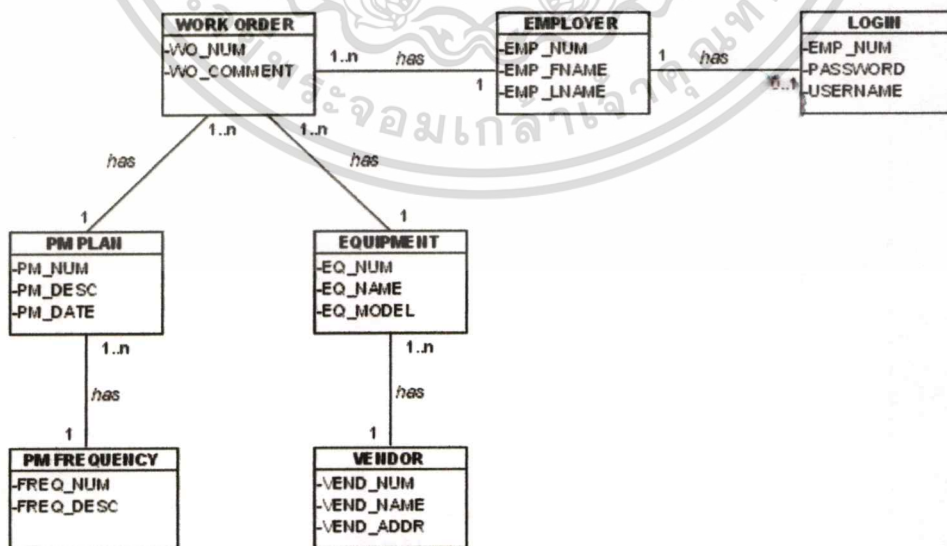 WORK ORDER
-WO_NUM
-WO_COMMENT
1..n has 1
EMPLOYER
-EMP_NUM
-EMP_FNAME
-EMP_LNAME
1 has 0..1
LOGIN
-EMP_NUM
-PASSWORD
-USERNAME
1..n 1..n
has has
1 1
PM PLAN
-PM_NUM
-PM_DESC
-PM_DATE
EQUIPMENT
-EQ_NUM
-EQ_NAME
-EQ_MODEL
1..n 1..n
has has
1 1
PM FREQUENCY
-FREQ_NUM
-FREQ_DESC
VENDOR
-VEND_NUM
-VEND_NAME
-VEND_ADDR